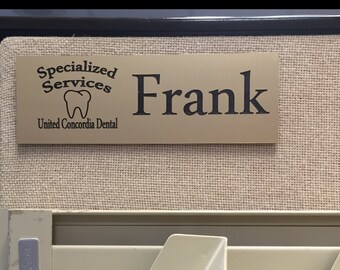 Specialized
Services
United Concordia Dental
Frank